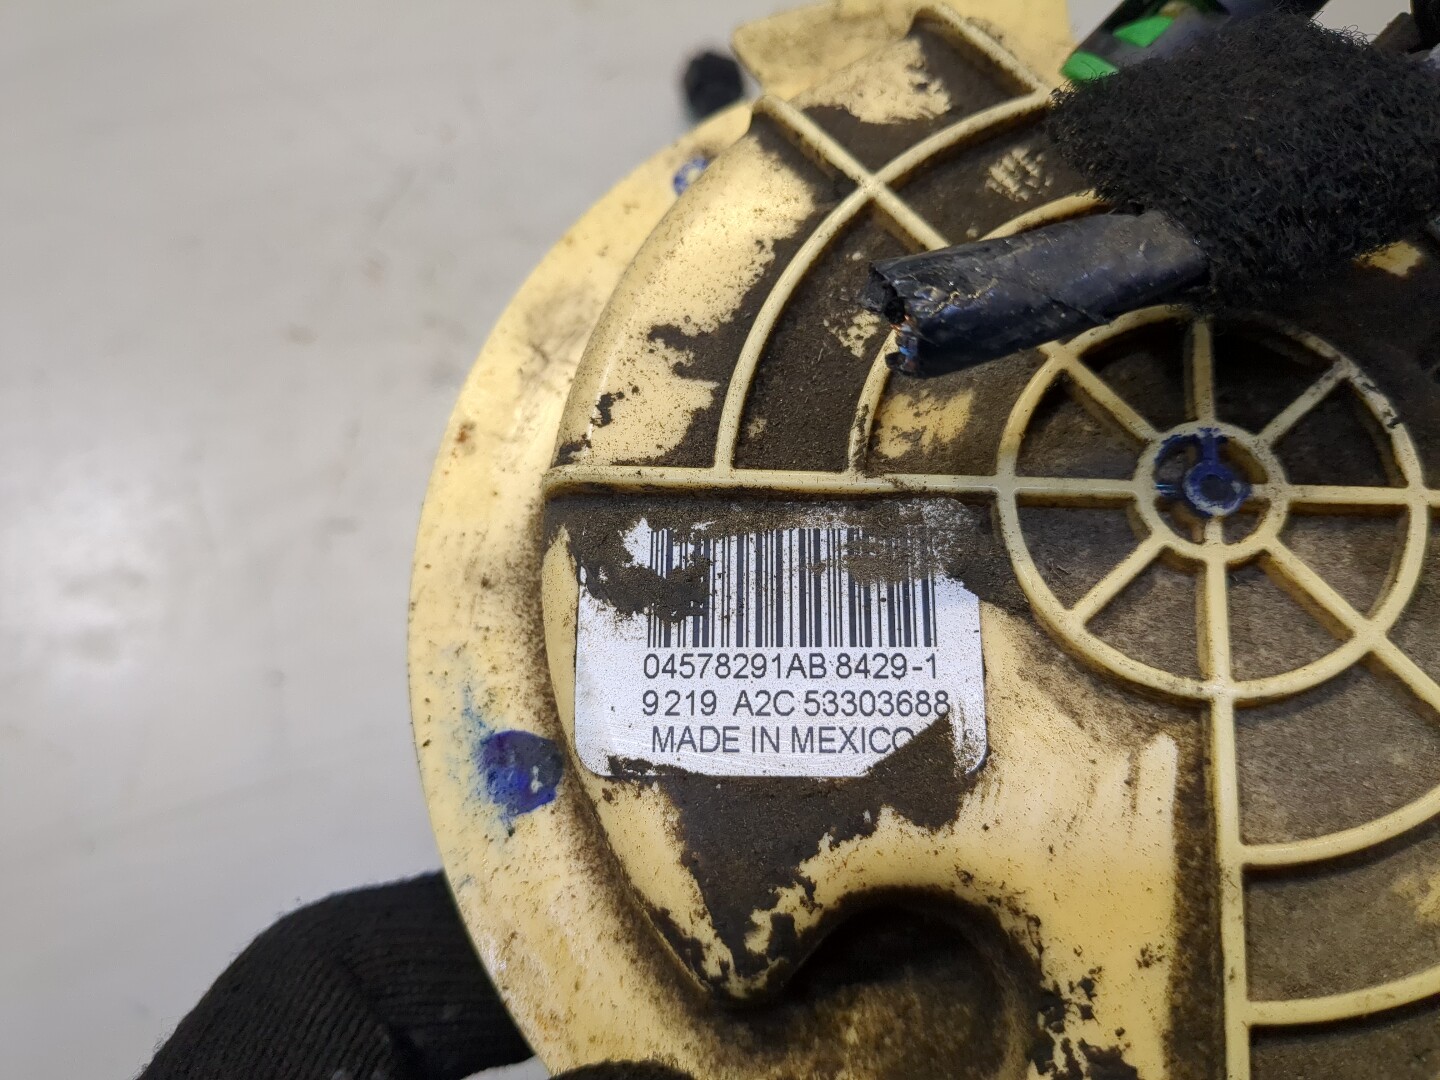 04578291AB 8429-1
9219 A2C 53303688
MADE IN MEXICO